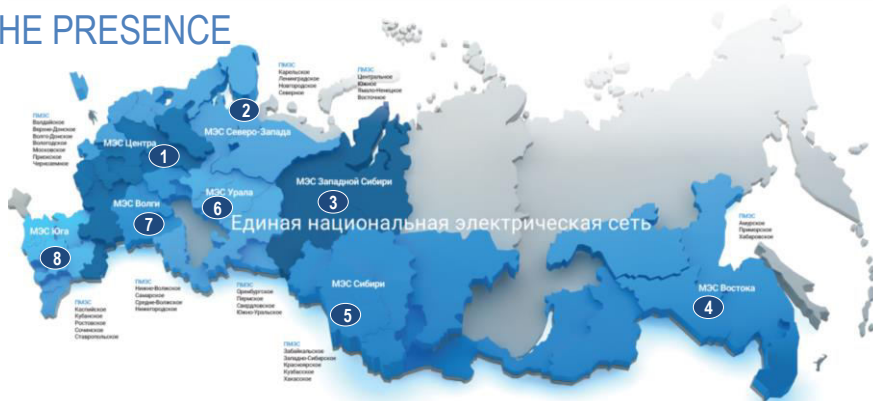 HE PRESENCE
ПМЭС
Карельское
Ленинградское
Новгородское
Северное
ПМЭС
Центральное
Южное
Ямало-Ненецкое
Восточное
ПМЭС
Валдайское
Верхне-Донское
Волго-Донское
Вологодское
Московское
Приокское
Черноземное
2
МЭС Северо-Запада
МЭС Центра
1
МЭС Западной Сибири
3
МЭС Урала
6
МЭС Волги
7
Единая национальная электрическая сеть
ПМЭС
Амурское
Приморское
Хабаровское
МЭС Юга
8
МЭС Сибири
5
МЭС Востока
4
ПМЭС
Каспийское
Кубанское
Ростовское
Сочинское
Ставропольское
ПМЭС
Нижне-Волжское
Самарское
Средне-Волжское
Нижегородское
ПМЭС
Оренбургское
Пермское
Свердловское
Южно-Уральское
ПМЭС
Забайкальское
Западно-Сибирское
Красноярское
Кузбасское
Хакасское